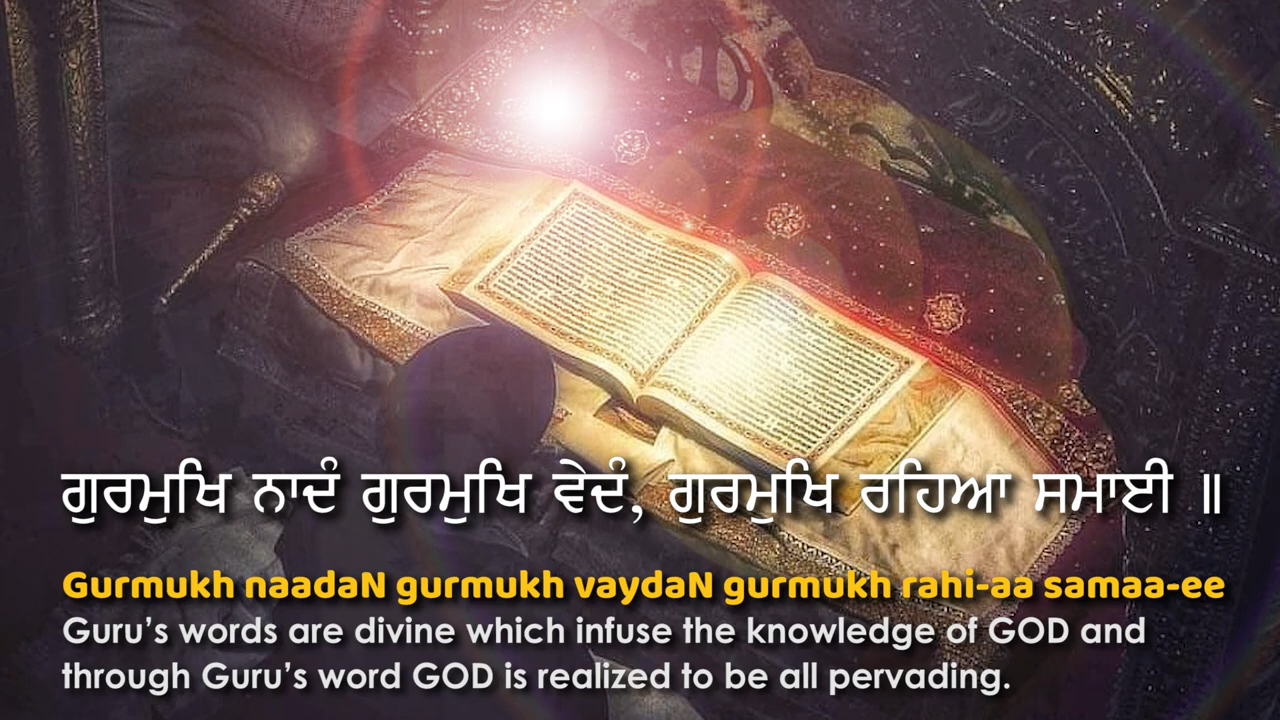 ਗੁਰਮੁਖਿ ਨਾਦੰ ਗੁਰਮੁਖਿ ਵੇਦੰ, ਗੁਰਮੁਖਿ ਰਹਿਆ ਸਮਾਈ ॥
Gurmukh naadaN gurmukh vaydaN gurmukh rahi-aa samaa-ee
Guru’s words are divine which infuse the knowledge of GOD and
through Guru’s word GOD is realized to be all pervading.